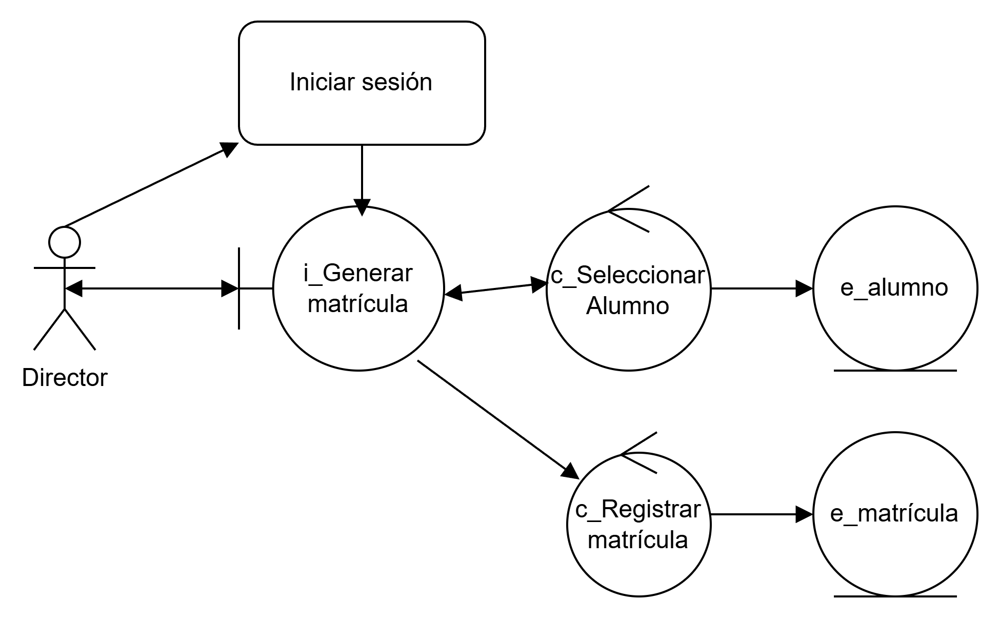 Iniciar sesión
i_Generar
matrícula
c_Seleccionar
Alumno
e_alumno
Director
c_Registrar
matrícula
e_matrícula